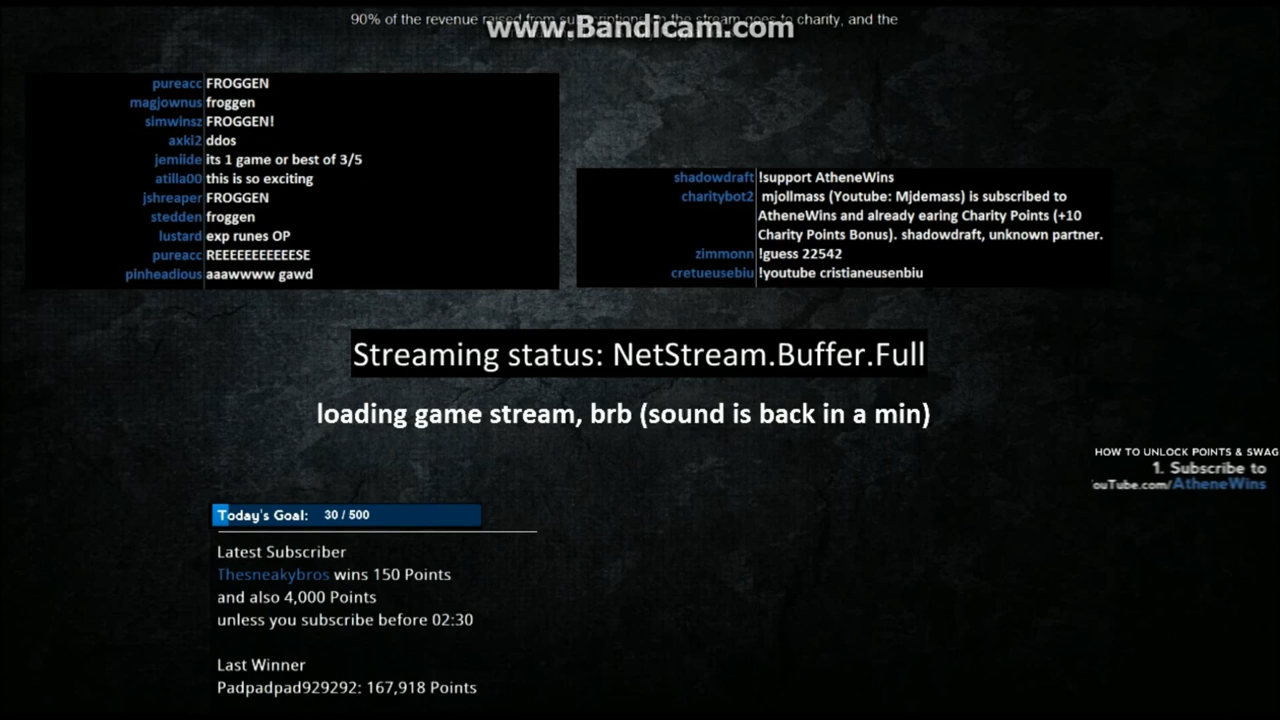 90% of the revenue raised from subscriptions in the stream goes to charity, and the
www.Bandicam.com
pureacc FROGGEN
magjownus froggen
simwinsz FROGGEN!
axki2 ddos
jemiide its 1 game or best of 3/5
atilla00 this is so exciting
jshreaper FROGGEN
stedden froggen
lustard exp runes OP
pureacc REEEEEEEEEEESE
pinheadious aaawwww gawd
shadowdraft !support AtheneWins
charitybot2 mjollmass (Youtube: Mjdemass) is subscribed to
AtheneWins and already earing Charity Points (+10
Charity Points Bonus). shadowdraft, unknown partner.
zimmonn !guess 22542
cretueusebiu !youtube cristianeusenbiu
Streaming status: NetStream.Buffer.Full
loading game stream, brb (sound is back in a min)
HOW TO UNLOCK POINTS & SWAG
1. Subscribe to
ouTube.com/AtheneWins
Today's Goal: 30 / 500
Latest Subscriber
Thesneakybros wins 150 Points
and also 4,000 Points
unless you subscribe before 02:30
Last Winner
Padpadpad929292: 167,918 Points